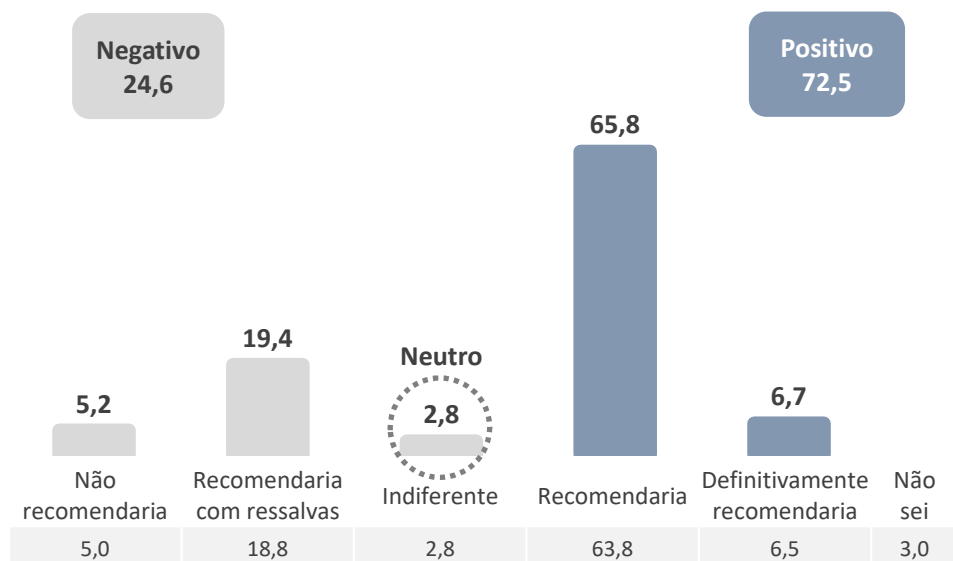 Negativo
24,6
Positivo
72,5
65,8
19,4
Neutro
5,2
2,8
6,7
Não
recomendaria
Recomendaria
com ressalvas
Indiferente
Recomendaria
Definitivamente
recomendaria
Não
sei
5,0
18,8
2,8
63,8
6,5
3,0